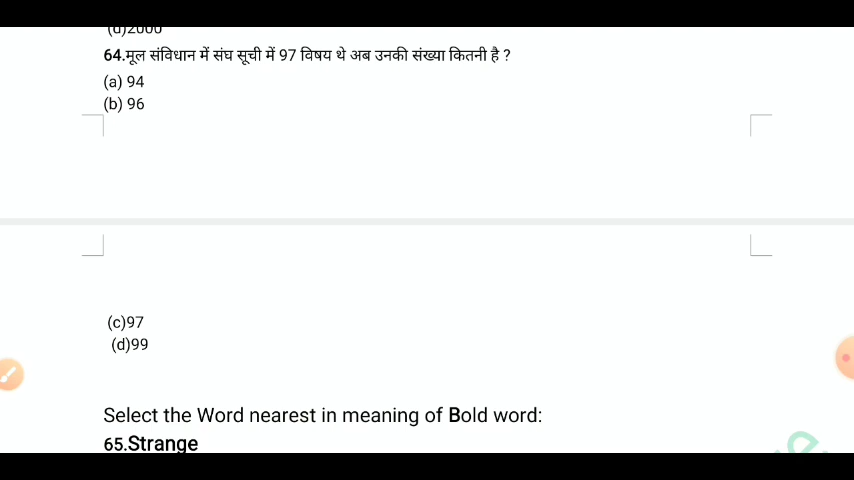 (d)2000
64.मूल संविधान में संघ सूची में 97 विषय थे अब उनकी संख्या कितनी है ?
(a) 94
(b) 96
(c)97
(d)99
Select the Word nearest in meaning of Bold word:
65.Strange